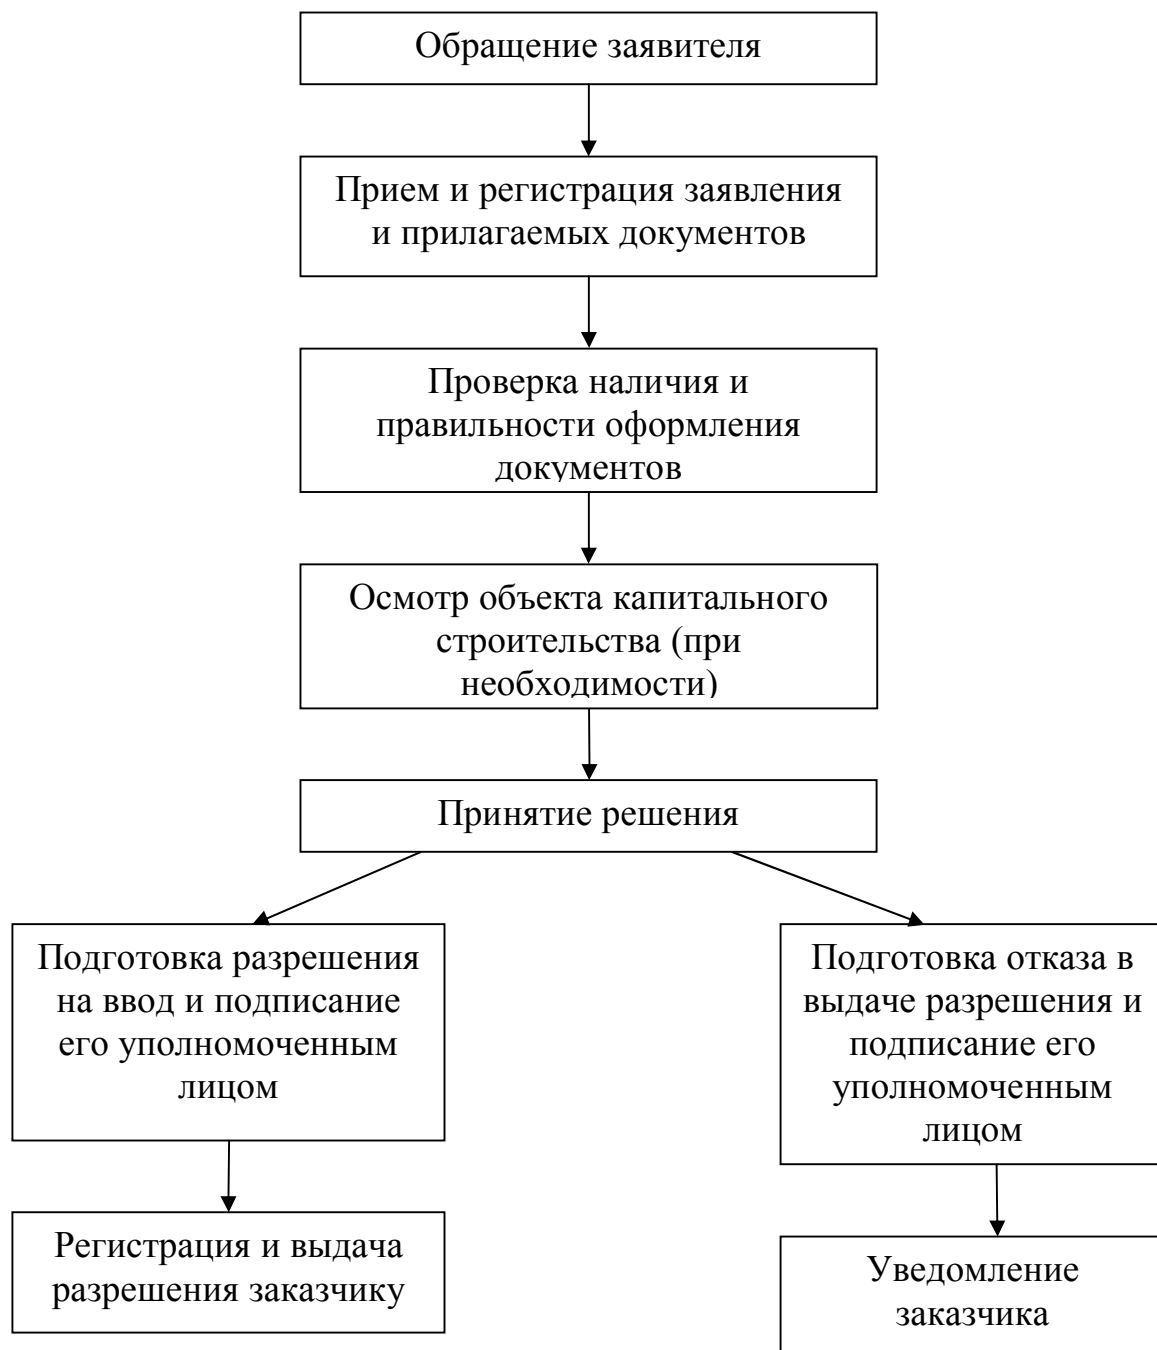 Обращение заявителя
Прием и регистрация заявления
и прилагаемых документов
Проверка наличия и
правильности оформления
документов
Осмотр объекта капитального
строительства (при
необходимости)
Принятие решения
Подготовка разрешения
на ввод и подписание
его уполномоченным
лицом
Регистрация и выдача
разрешения заказчику
Подготовка отказа в
выдаче разрешения и
подписание его
уполномоченным
лицом
Уведомление
заказчика